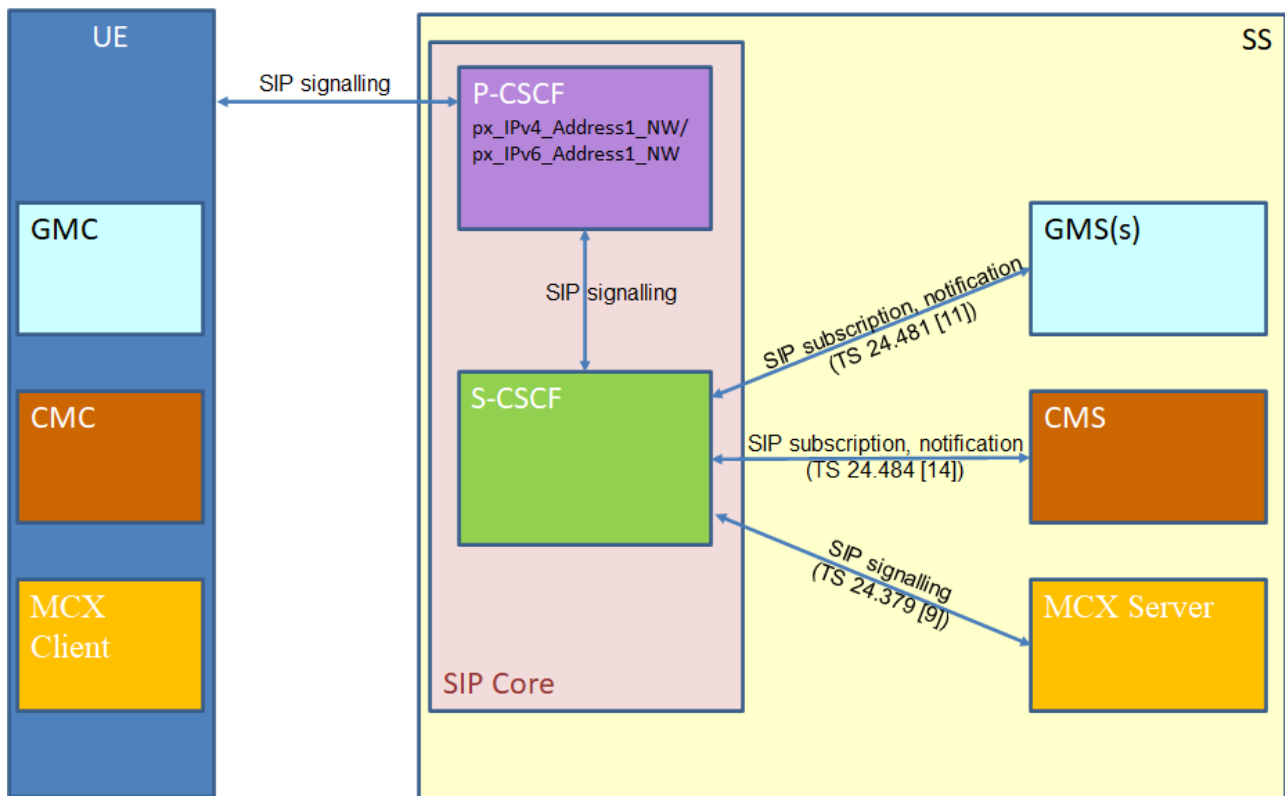 UE
GMC
CMC
MCX
Client
SIP signalling
SS
P-CSCF
px_IPv4_Address1_NW/
px_IPv6_Address1_NW
SIP signalling
S-CSCF
SIP Core
SIP subscription, notification
(TS 24.481 [11])
SIP subscription, notification
(TS 24.484 [14])
SIP signalling
(TS 24.379 [9])
GMS(s)
CMS
MCX Server